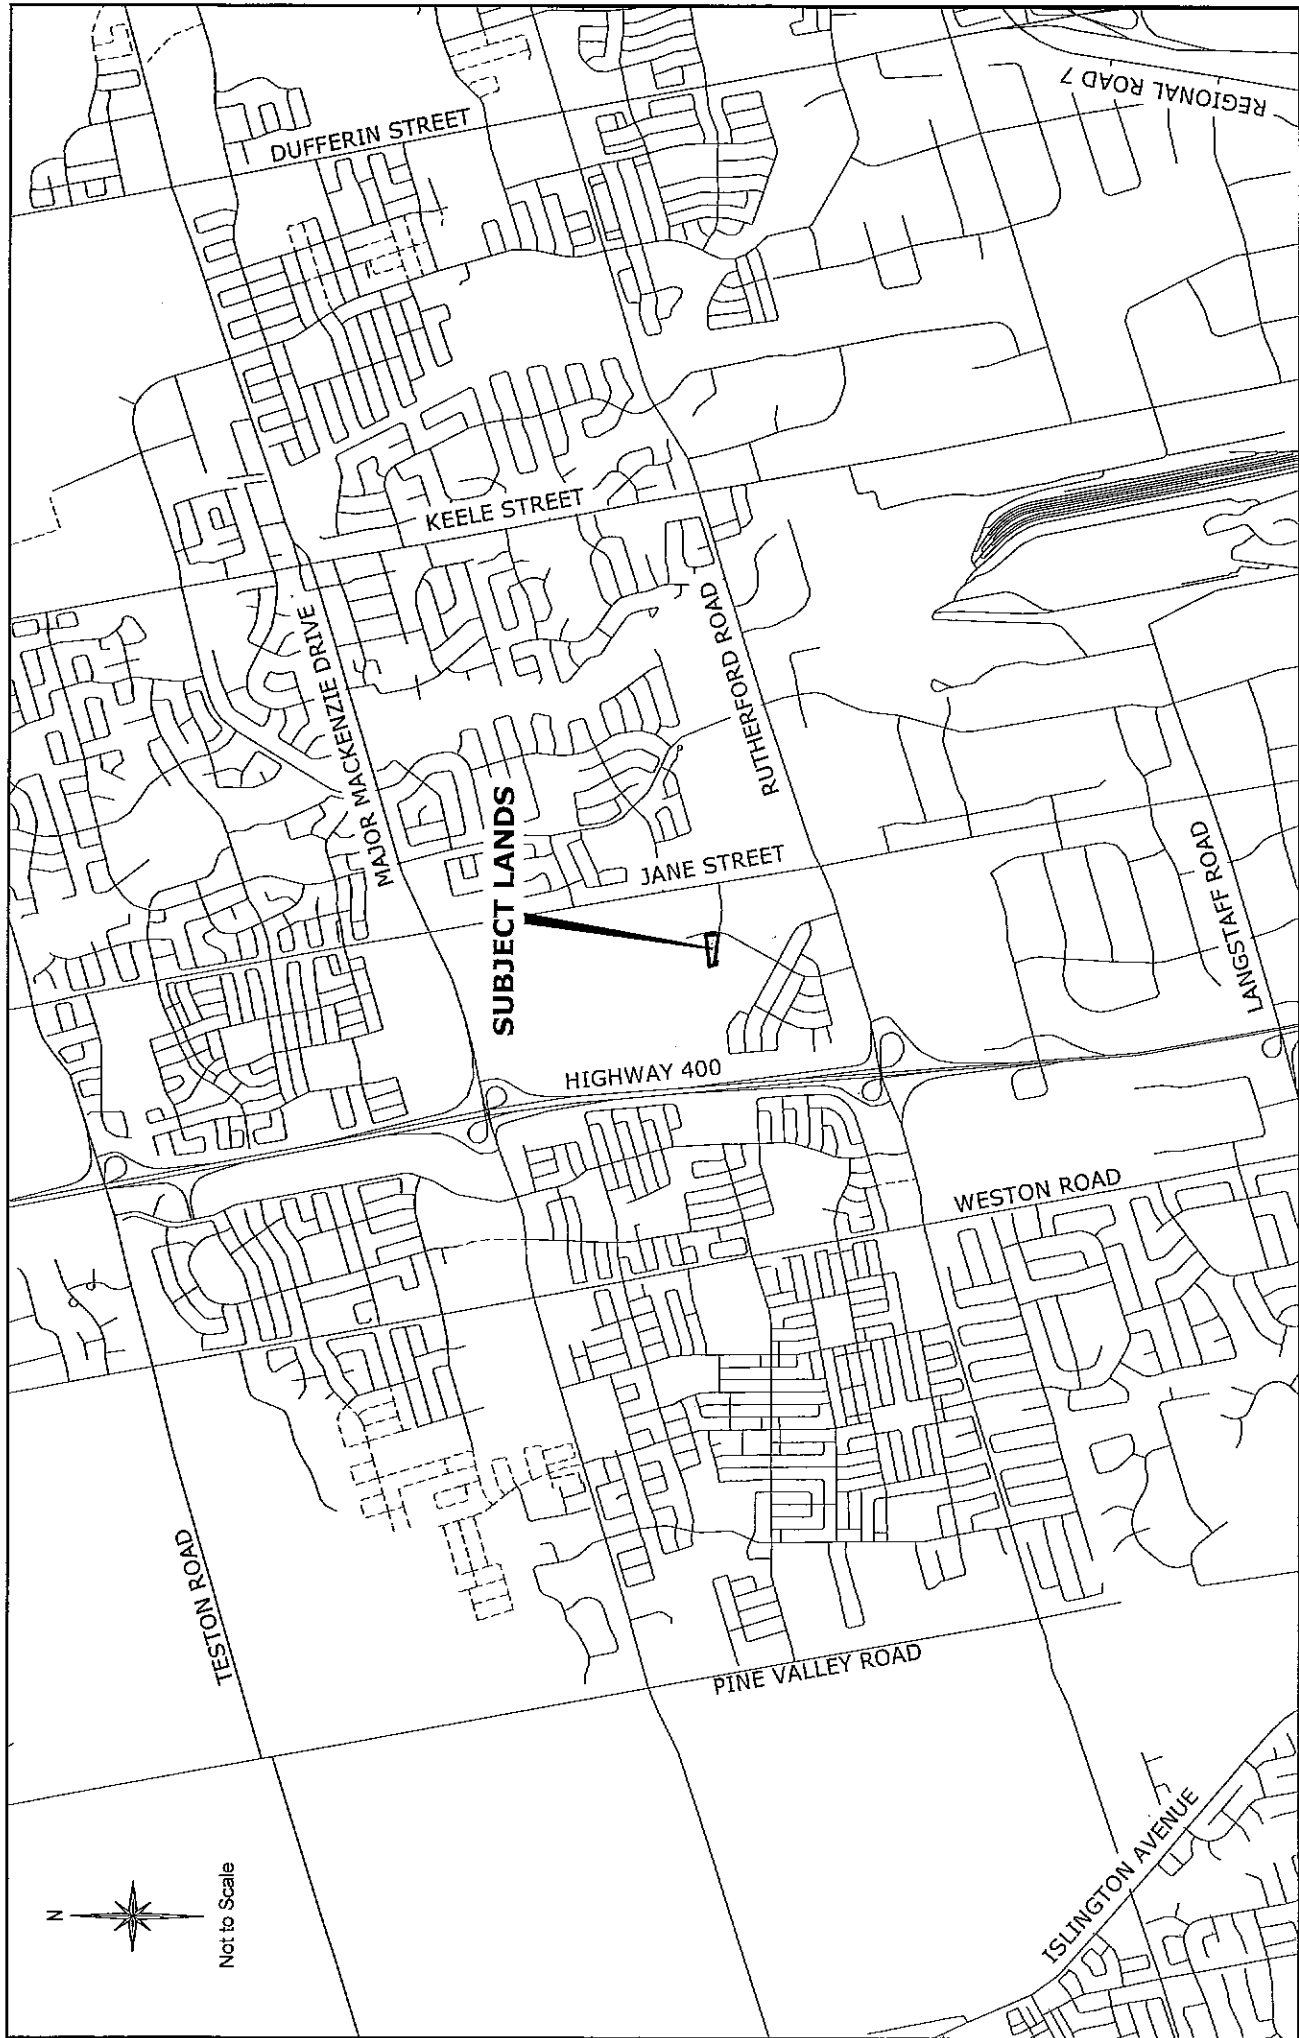 N
Not to Scale
TESTON ROAD
PINE VALLEY ROAD
ISLINGTON AVENUE
WESTON ROAD
HIGHWAY 400
SUBJECT LANDS
MAJOR MACKENZIE DRIVE
JANE STREET
RUTHERFORD ROAD
LANGSTAFF ROAD
KEELE STREET
DUFFERIN STREET
REGIONAL ROAD 7